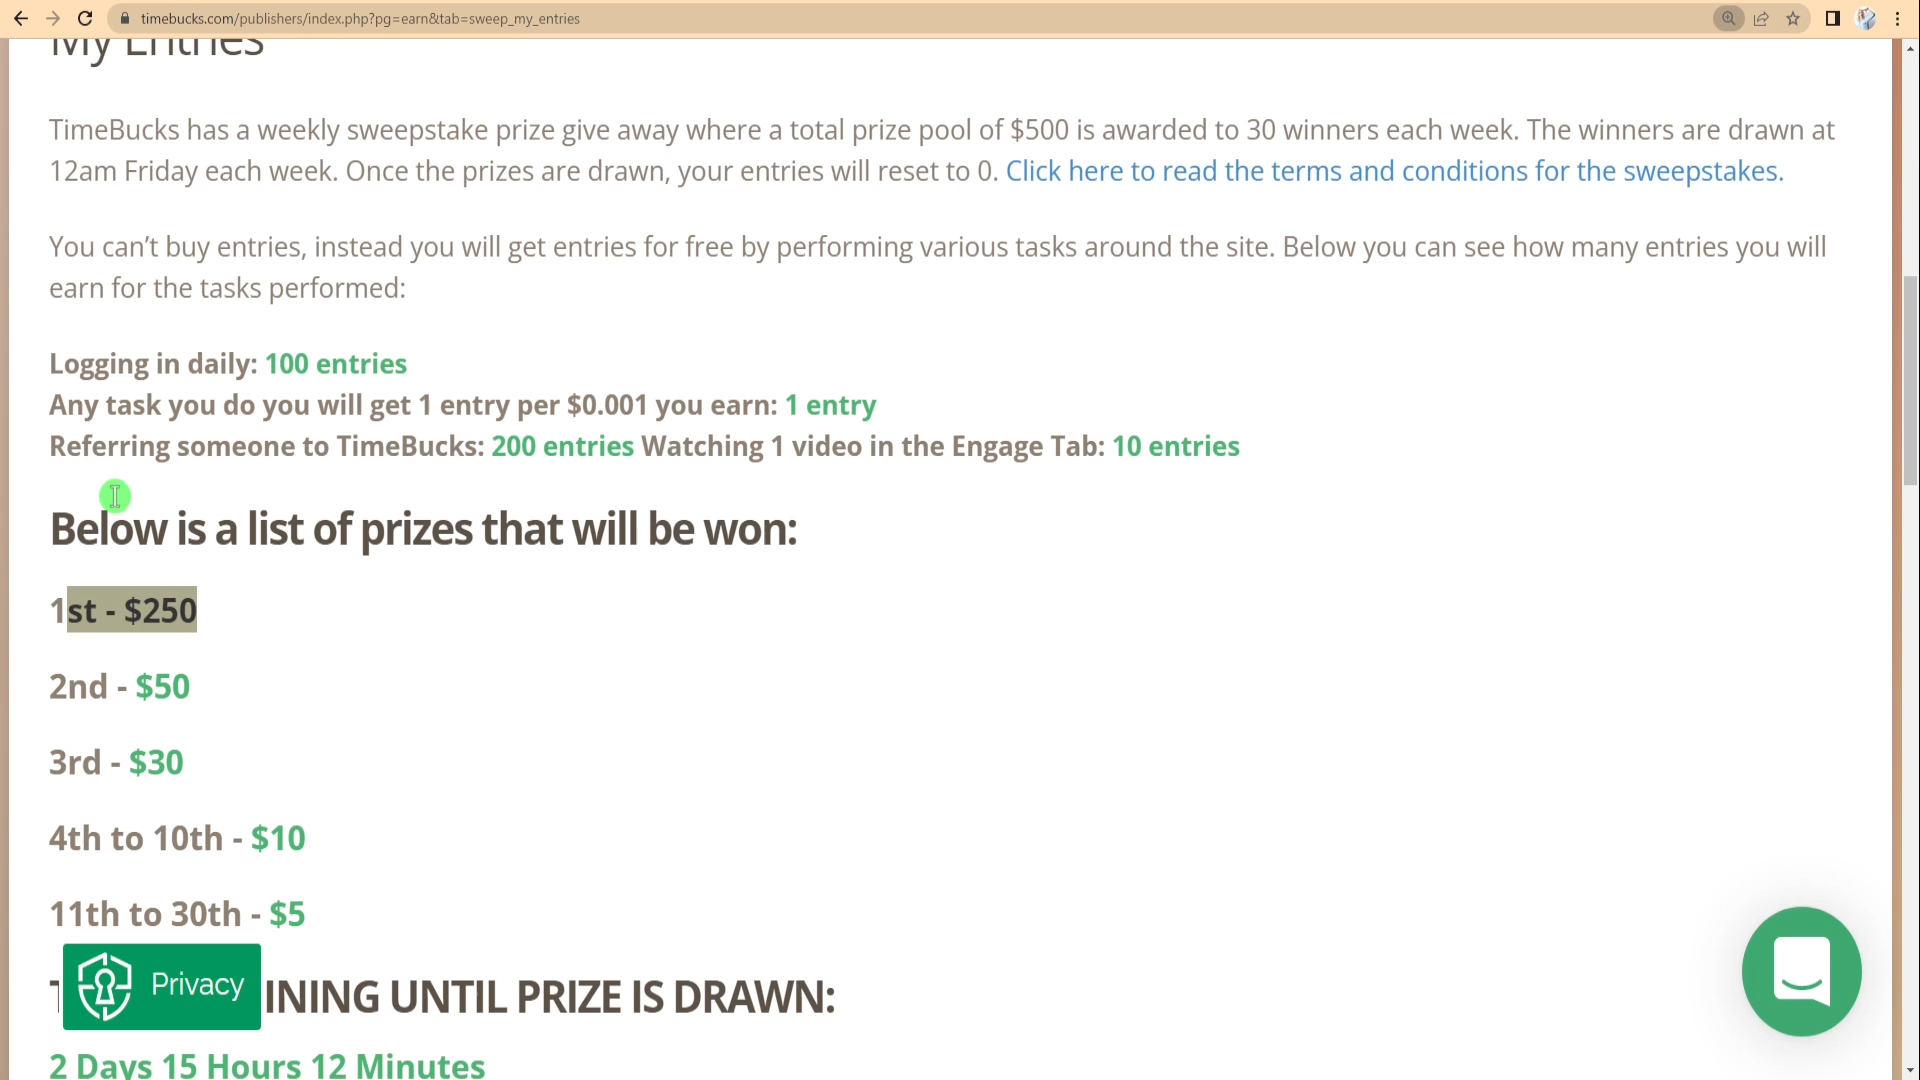 timebucks.com/publishers/index.php?pg=earn&tab=sweep_my_entries
My Entries
TimeBucks has a weekly sweepstake prize give away where a total prize pool of $500 is awarded to 30 winners each week. The winners are drawn at
12am Friday each week. Once the prizes are drawn, your entries will reset to 0. Click here to read the terms and conditions for the sweepstakes.
You can’t buy entries, instead you will get entries for free by performing various tasks around the site. Below you can see how many entries you will
earn for the tasks performed:
Logging in daily: 100 entries
Any task you do you will get 1 entry per $0.001 you earn: 1 entry
Referring someone to TimeBucks: 200 entries Watching 1 video in the Engage Tab: 10 entries
Below is a list of prizes that will be won:
1st - $250
2nd - $50
3rd - $30
4th to 10th - $10
11th to 30th - $5
Privacy
INING UNTIL PRIZE IS DRAWN:
2 Days 15 Hours 12 Minutes